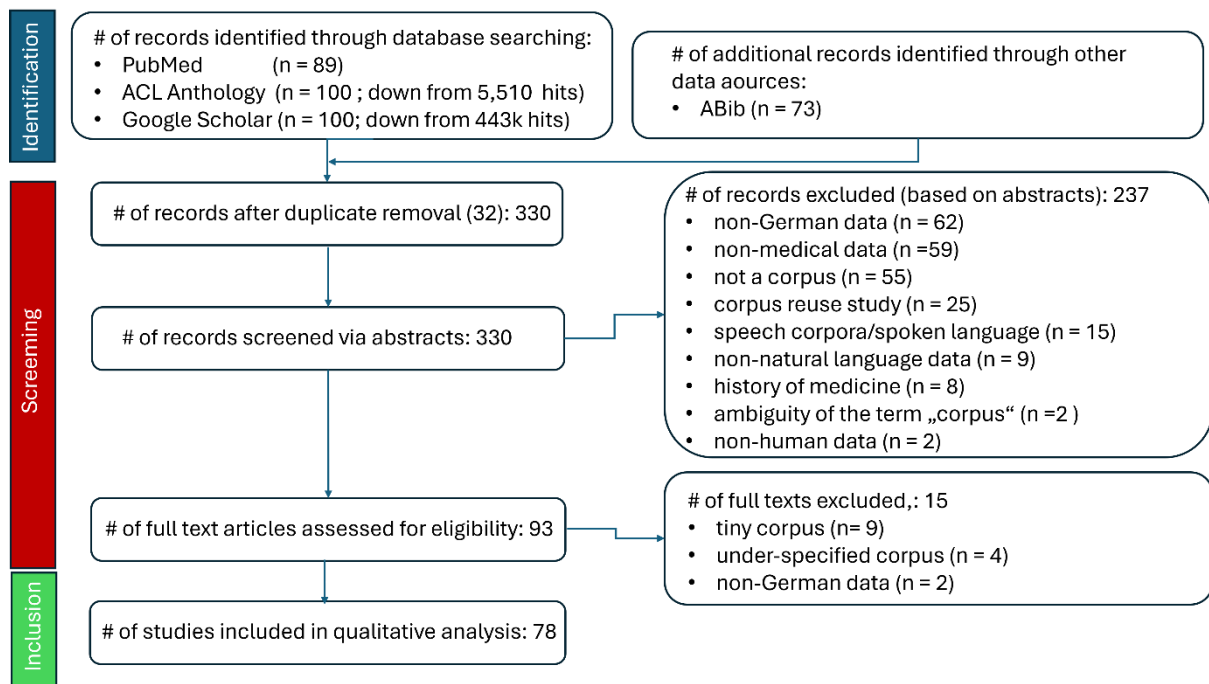 Identification
# of records identified through database searching:
• PubMed (n = 89)
• ACL Anthology (n = 100 ; down from 5,510 hits)
• Google Scholar (n = 100; down from 443k hits)
# of additional records identified through other
data aources:
• ABib (n = 73)
Screeming
# of records after duplicate removal (32): 330
# of records screened via abstracts: 330
# of records excluded (based on abstracts): 237
• non-German data (n = 62)
• non-medical data (n =59)
• not a corpus (n = 55)
• corpus reuse study (n = 25)
• speech corpora/spoken language (n = 15)
• non-natural language data (n = 9)
• history of medicine (n = 8)
• ambiguity of the term „corpus“ (n =2 )
• non-human data (n = 2)
# of full text articles assessed for eligibility: 93
# of full texts excluded,: 15
• tiny corpus (n= 9)
• under-specified corpus (n = 4)
• non-German data (n = 2)
Inclusion
# of studies included in qualitative analysis: 78